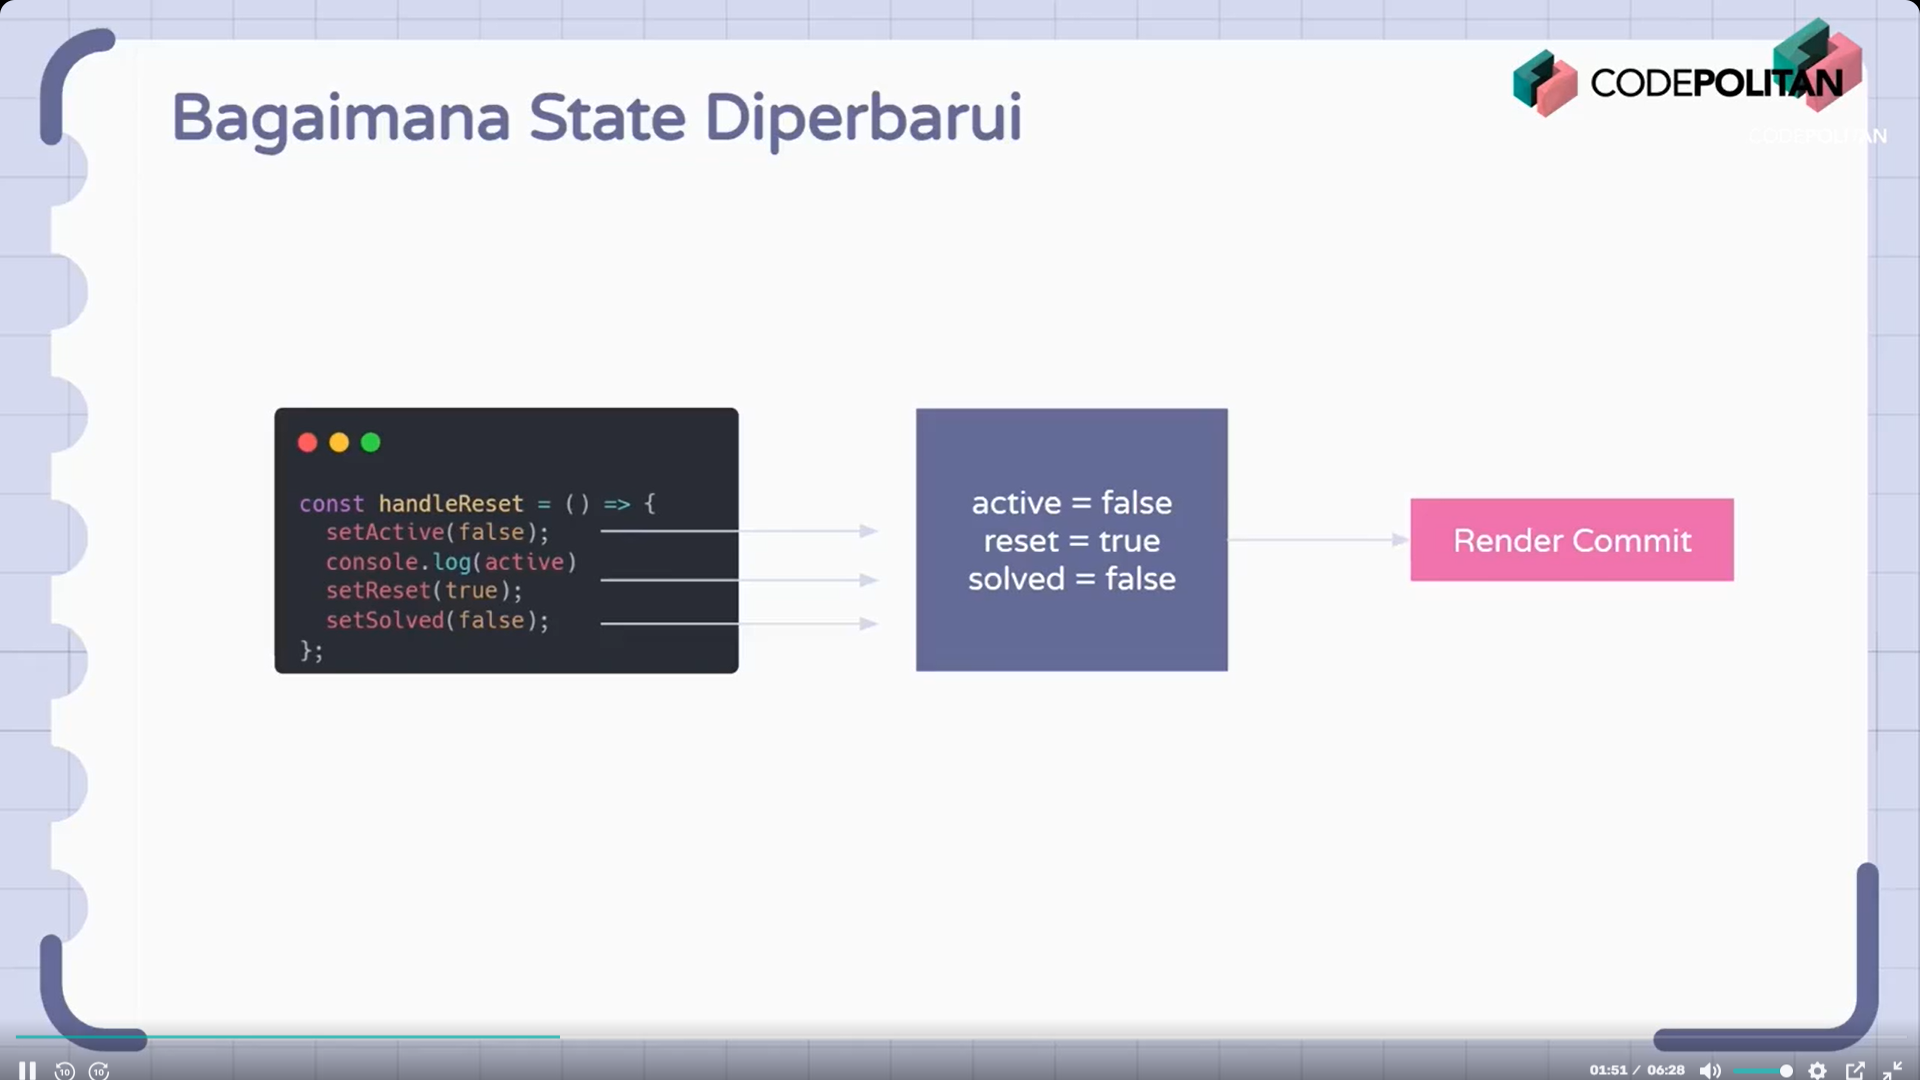 Bagaimana State Diperbarui
CODEPOLITAN
CODEPOLITAN
const handleReset = () => {
setActive(false);
console.log(active)
setReset(true);
setSolved(false);
};
active = false
reset = true
solved = false
Render Commit
10
10
01:51 / 06:28